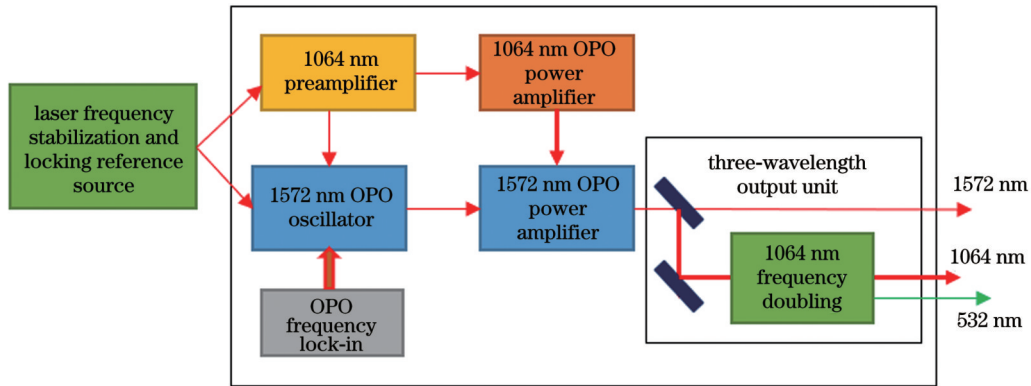 laser frequency
stabilization and
locking reference
source
1064 nm
preamplifier
1064 nm OPO
power
amplifier
1572 nm OPO
oscillator
1572 nm OPO
power
amplifier
OPO
frequency
lock-in
three-wavelength
output unit
1064 nm
frequency
doubling
1572 nm
1064 nm
532 nm